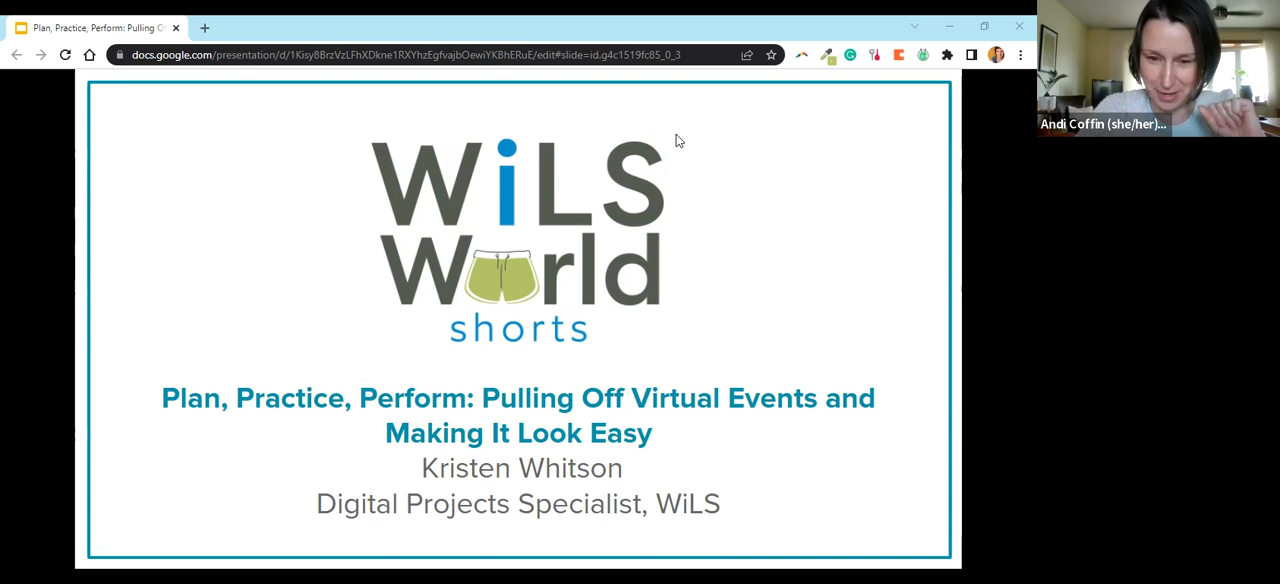 Plan, Practice, Perform: Pulling O
docs.google.com/presentation/d/1Kisy8BrzVzLFhXDkne1RXYhzEgfvajbOewiYKBhERuE/edit#slide=id.g4c1519fc85_0_3
Andi Coffin (she/her)...
WiLS
World
shorts
Plan, Practice, Perform: Pulling Off Virtual Events and
Making It Look Easy
Kristen Whitson
Digital Projects Specialist, WiLS